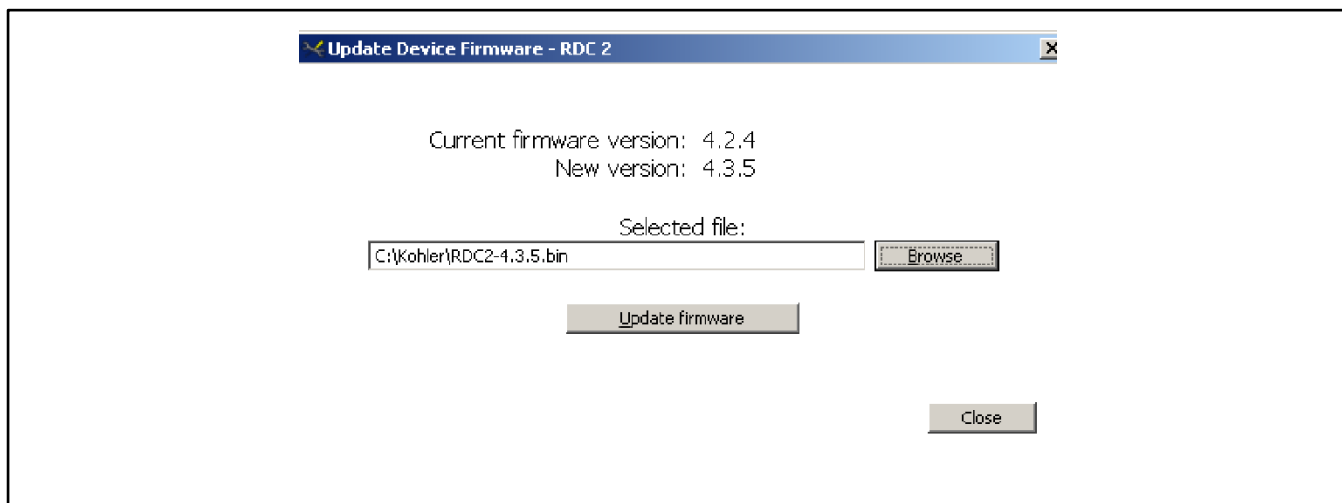 Update Device Firmware - RDC 2
Current firmware version: 4.2.4
New version: 4.3.5
Selected file:
C:\Kohler\RDC2-4.3.5.bin Browse
Update firmware
Close